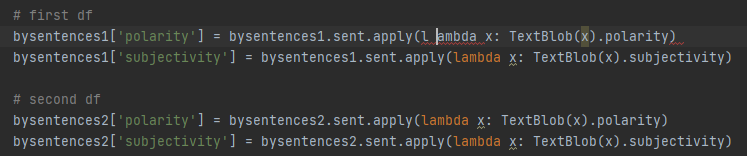 # first df
bysentences1['polarity'] = bysentences1.sent.apply(l ambda x: TextBlob(x).polarity)
bysentences1['subjectivity'] = bysentences1.sent.apply(lambda x: TextBlob(x).subjectivity)
# second df
bysentences2['polarity'] = bysentences2.sent.apply(lambda x: TextBlob(x).polarity)
bysentences2['subjectivity'] = bysentences2.sent.apply(lambda x: TextBlob(x).subjectivity)